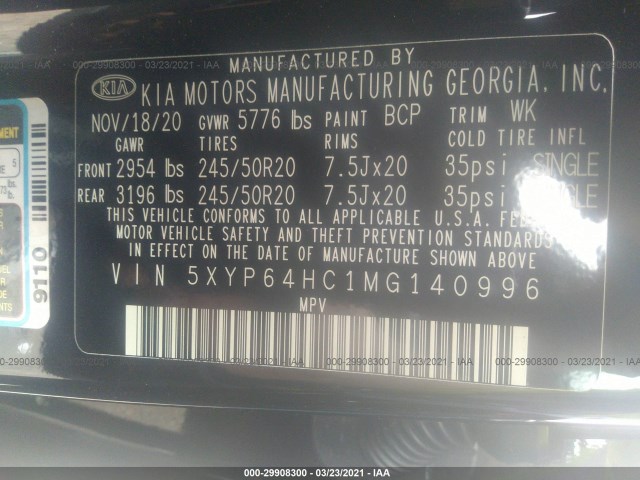 MANUFACTURED BY
KIA KIA MOTORS MANUFACTURING GEORGIA, INC.
NOV/18/20 GVWR 5776 lbs PAINT BCP TRIM WK
GAWR TIRES RIMS COLD TIRE INFL
FRONT 2954 lbs 245/50R20 7.5Jx20 35psi SINGLE
REAR 3196 lbs 245/50R20 7.5Jx20 35psi SINGLE
THIS VEHICLE CONFORMS TO ALL APPLICABLE U.S.A. FEDERAL
MOTOR VEHICLE SAFETY AND THEFT PREVENTION STANDARDS
IN EFFECT ON THE DATE OF MANUFACTURE SHOWN ABOVE.
VIN 5XYP64HC1MG140996
MPV
9110
000-29908300 / 03/23/2021 - IAA